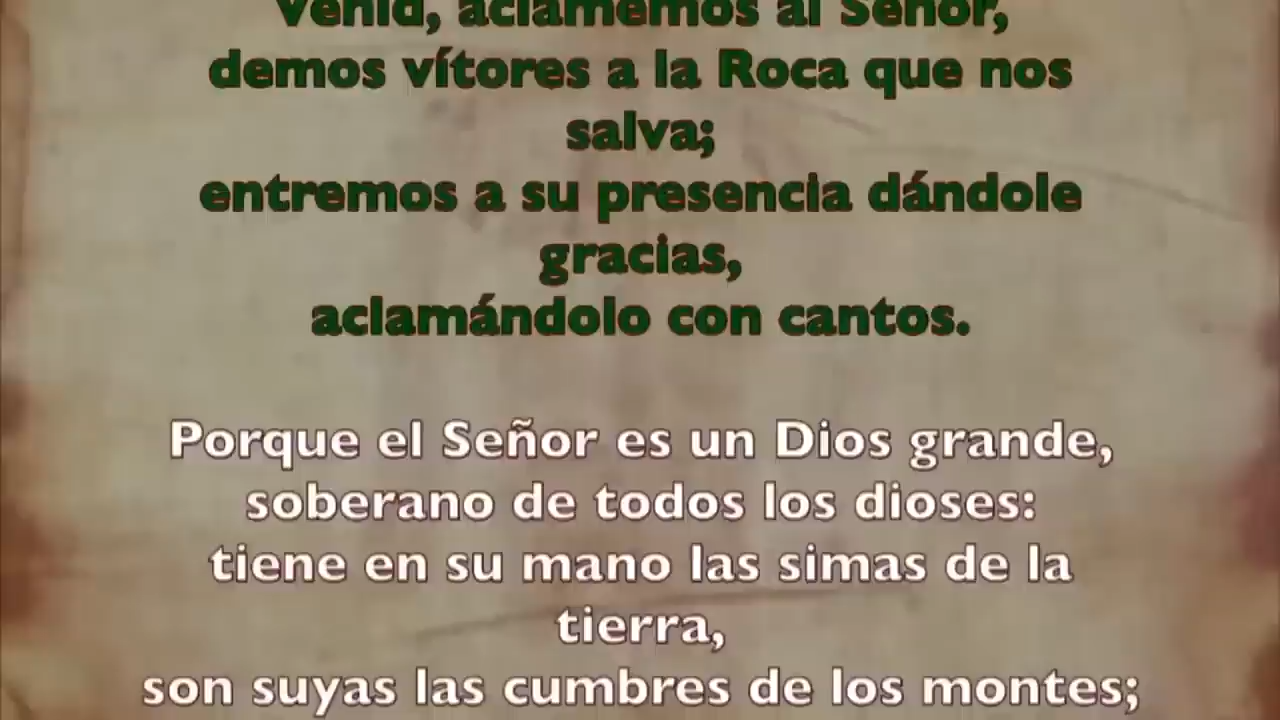 Venid, aclamemos al Señor,
demos vítores a la Roca que nos
salva;
entremos a su presencia dándole
gracias,
aclamándolo con cantos.
Porque el Señor es un Dios grande,
soberano de todos los dioses:
tiene en su mano las simas de la
tierra,
son suyas las cumbres de los montes;